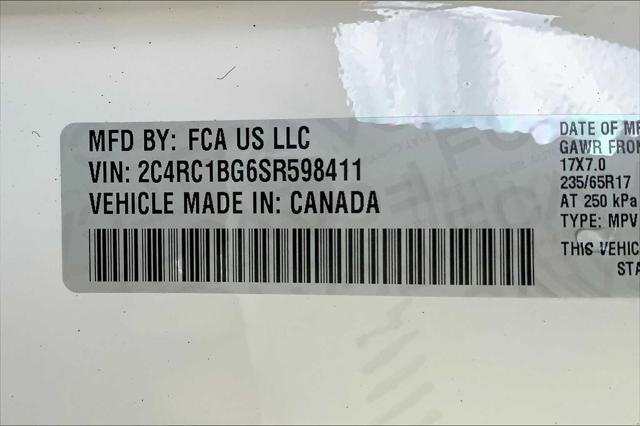 MFD BY: FCA US LLC
VIN: 2C4RC1BG6SR598411
VEHICLE MADE IN: CANADA
DATE OF
GAWR
17X7.0
235/65R17
AT 250 kPa
TYPE: MPV
THIS